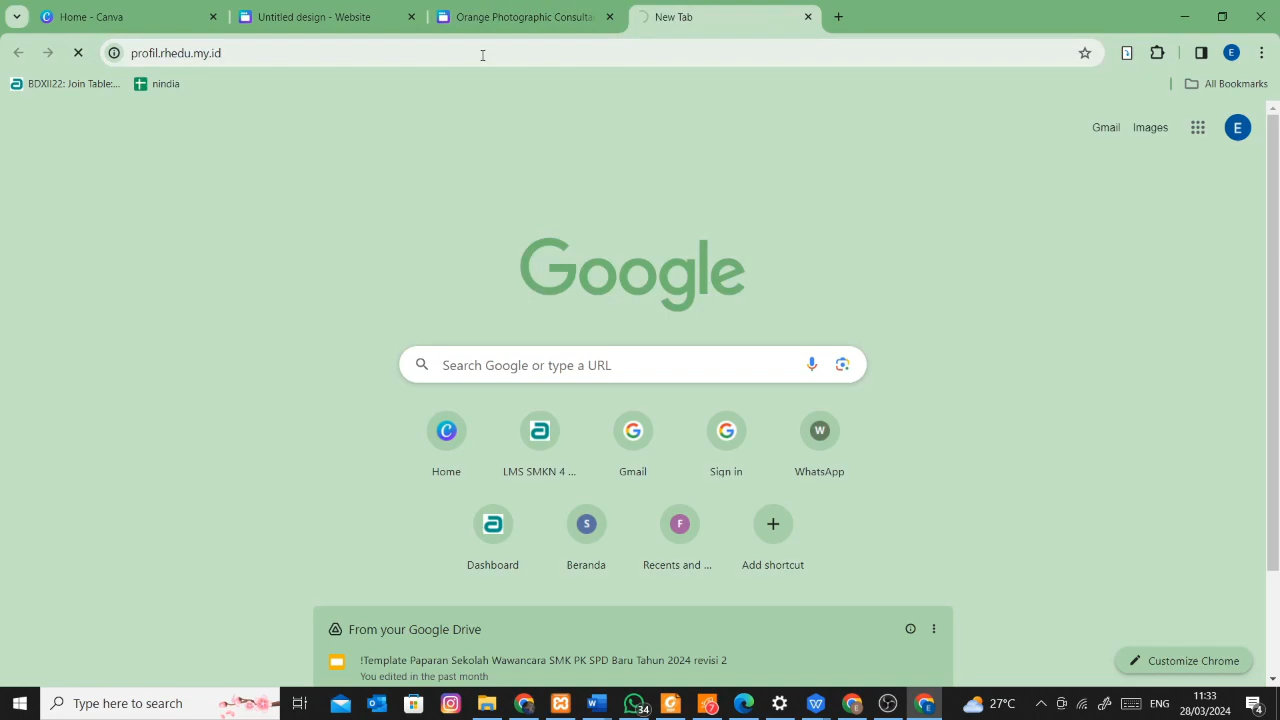 Home - Canva
Untitled design - Website
Orange Photographic Consulta
New Tab
profil.rhedu.my.id
E
BDXII22: Join Table:...
nindia
All Bookmarks
Gmail
Images
E
Google
Search Google or type a URL
W
Home
LMS SMKN 4 ...
Gmail
Sign in
WhatsApp
S
F
Dashboard
Beranda
Recents and ...
Add shortcut
From your Google Drive
!Template Paparan Sekolah Wawancara SMK PK SPD Baru Tahun 2024 revisi 2
You edited in the past month
Customize Chrome
Type here to search
34
7
27°C
ENG
11:33
28/03/2024
4